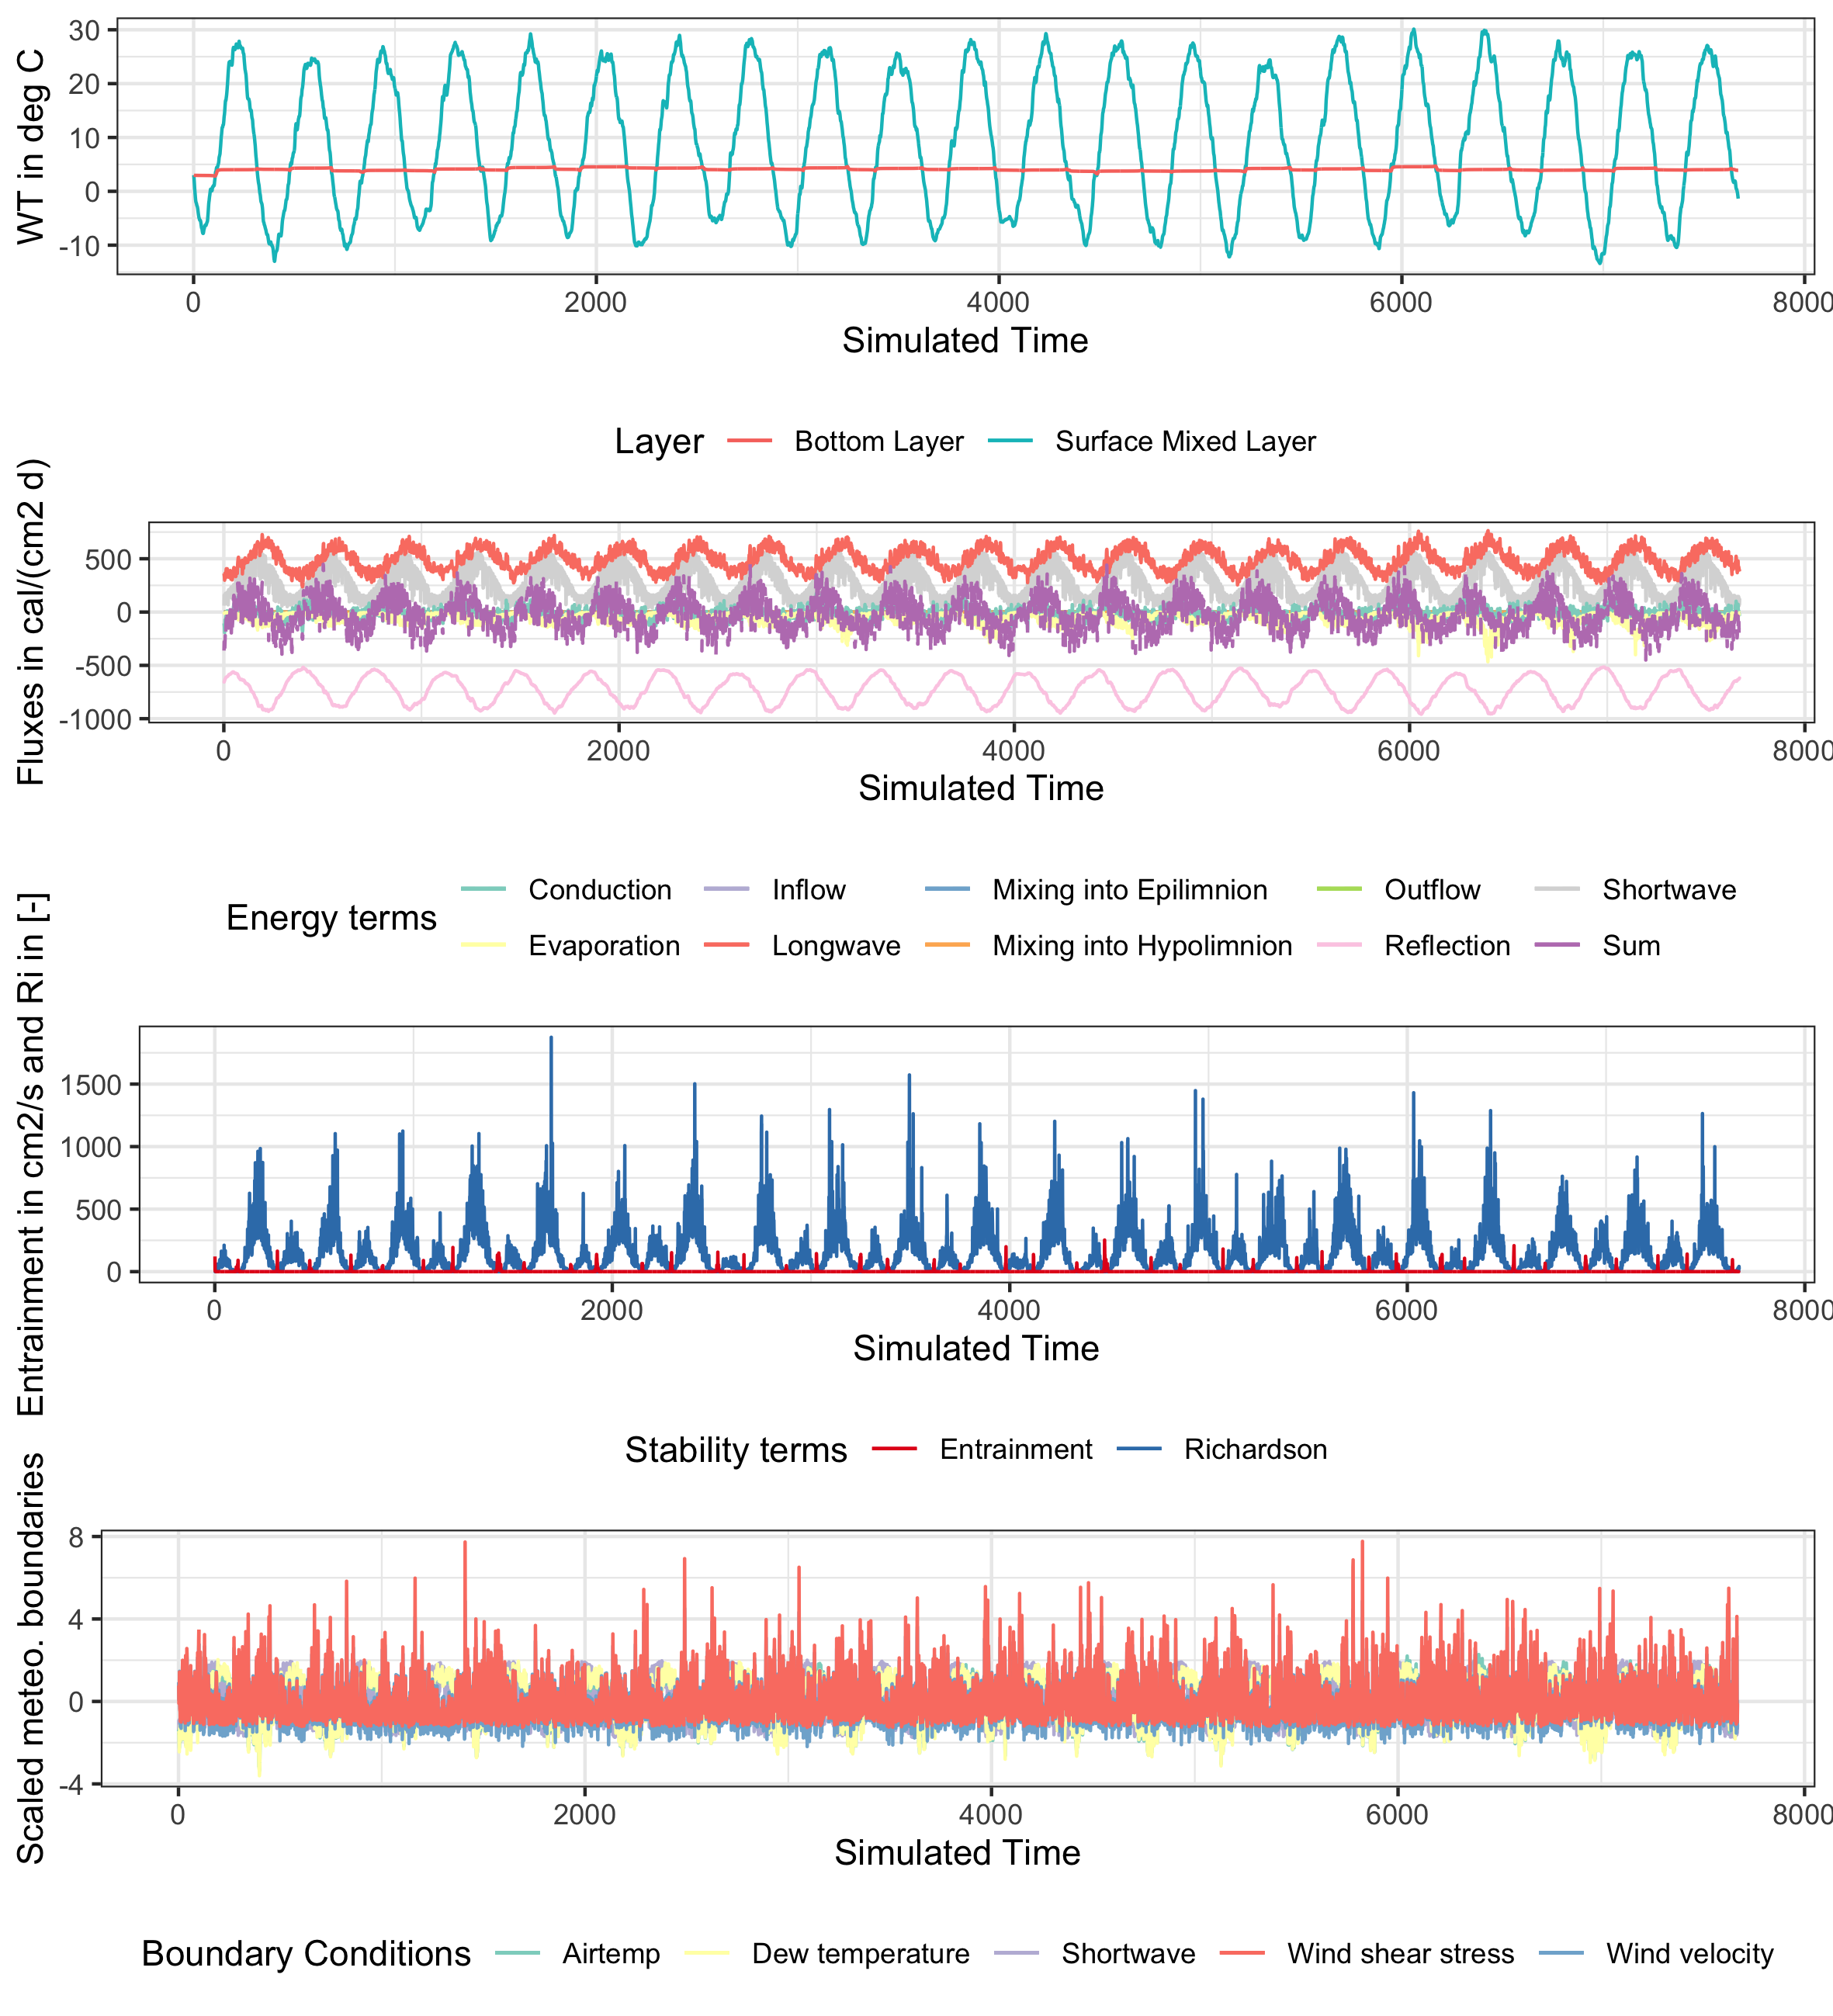 WT in deg C
30
20
10
0
-10
0 2000 4000 6000 8000
Simulated Time
Layer Bottom Layer Surface Mixed Layer
Fluxes in cal/(cm2 d)
500
0
-500
-1000
0 2000 4000 6000 8000
Simulated Time
Energy terms
Conduction Inflow Mixing into Epilimnion Outflow Shortwave
Evaporation Longwave Mixing into Hypolimnion Reflection Sum
Entrainment in cm2/s and Ri in [-]
1500
1000
500
0
0 2000 4000 6000 8000
Simulated Time
Stability terms Entrainment Richardson
Scaled meteo. boundaries
8
4
0
-4
0 2000 4000 6000 8000
Simulated Time
Boundary Conditions Airtemp Dew temperature Shortwave Wind shear stress Wind velocity